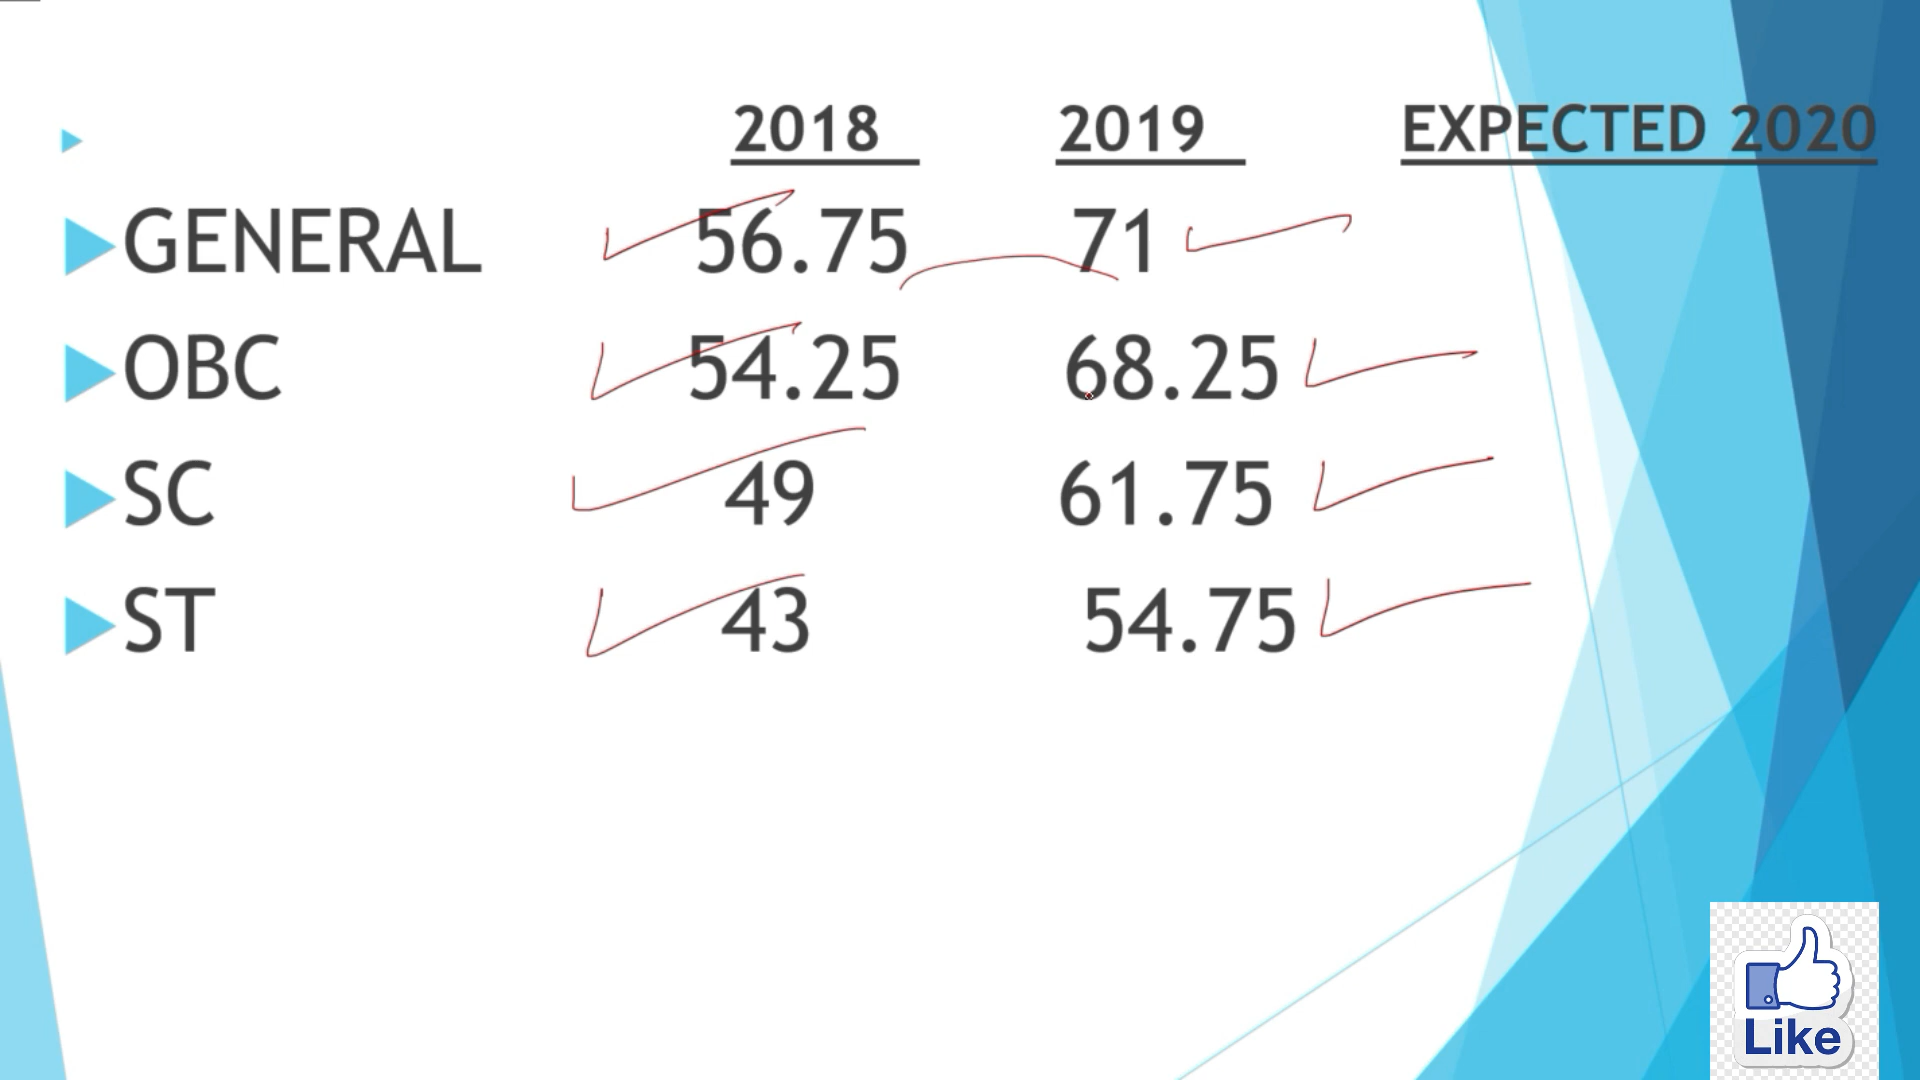 2018 2019 EXPECTED 2020
GENERAL 56.75 71
OBC 54.25 68.25
SC 49 61.75
ST 43 54.75
Like